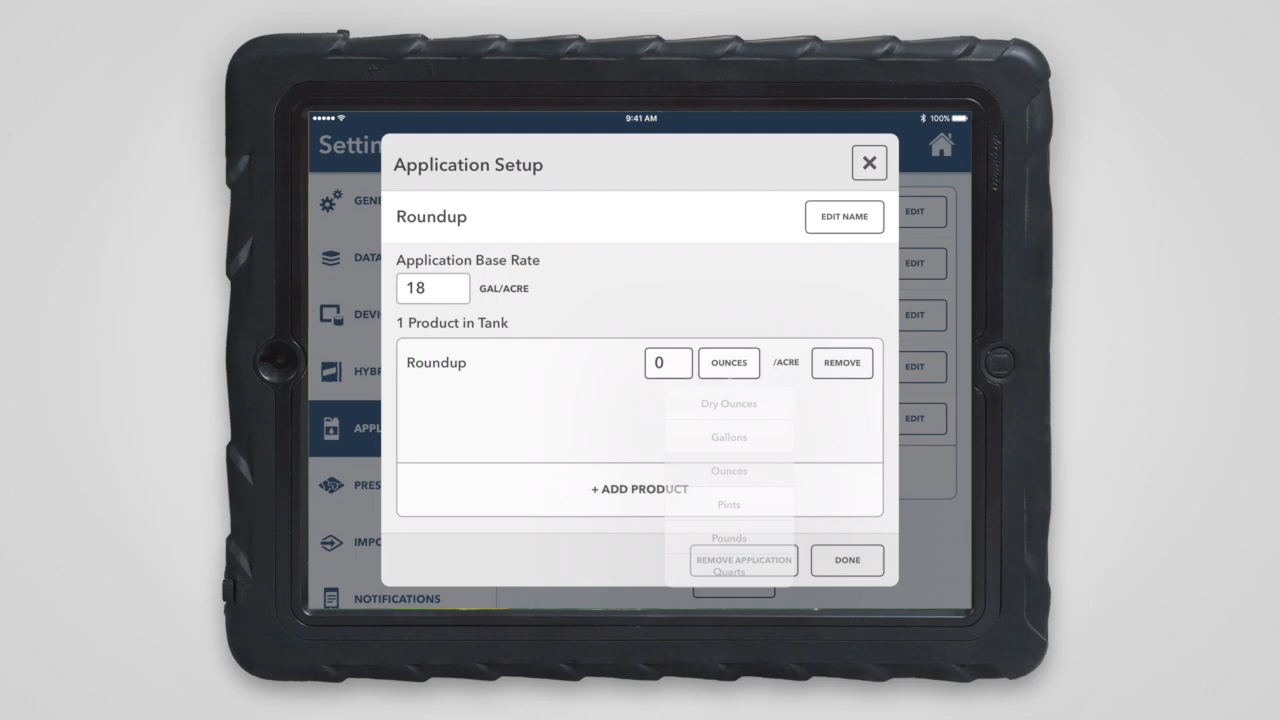 9:41 AM
100%
Settin
Application Setup
GENE
Roundup
EDIT NAME
EDIT
DATA
Application Base Rate
EDIT
18 GAL/ACRE
DEVI
1 Product in Tank
EDIT
HYBR
Roundup 0 OUNCES /ACRE REMOVE
EDIT
Dry Ounces
APPL
EDIT
Gallons
Ounces
PRES
+ ADD PRODUCT
Pints
IMPO
Pounds
REMOVE APPLICATION
DONE
Quarts
NOTIFICATIONS